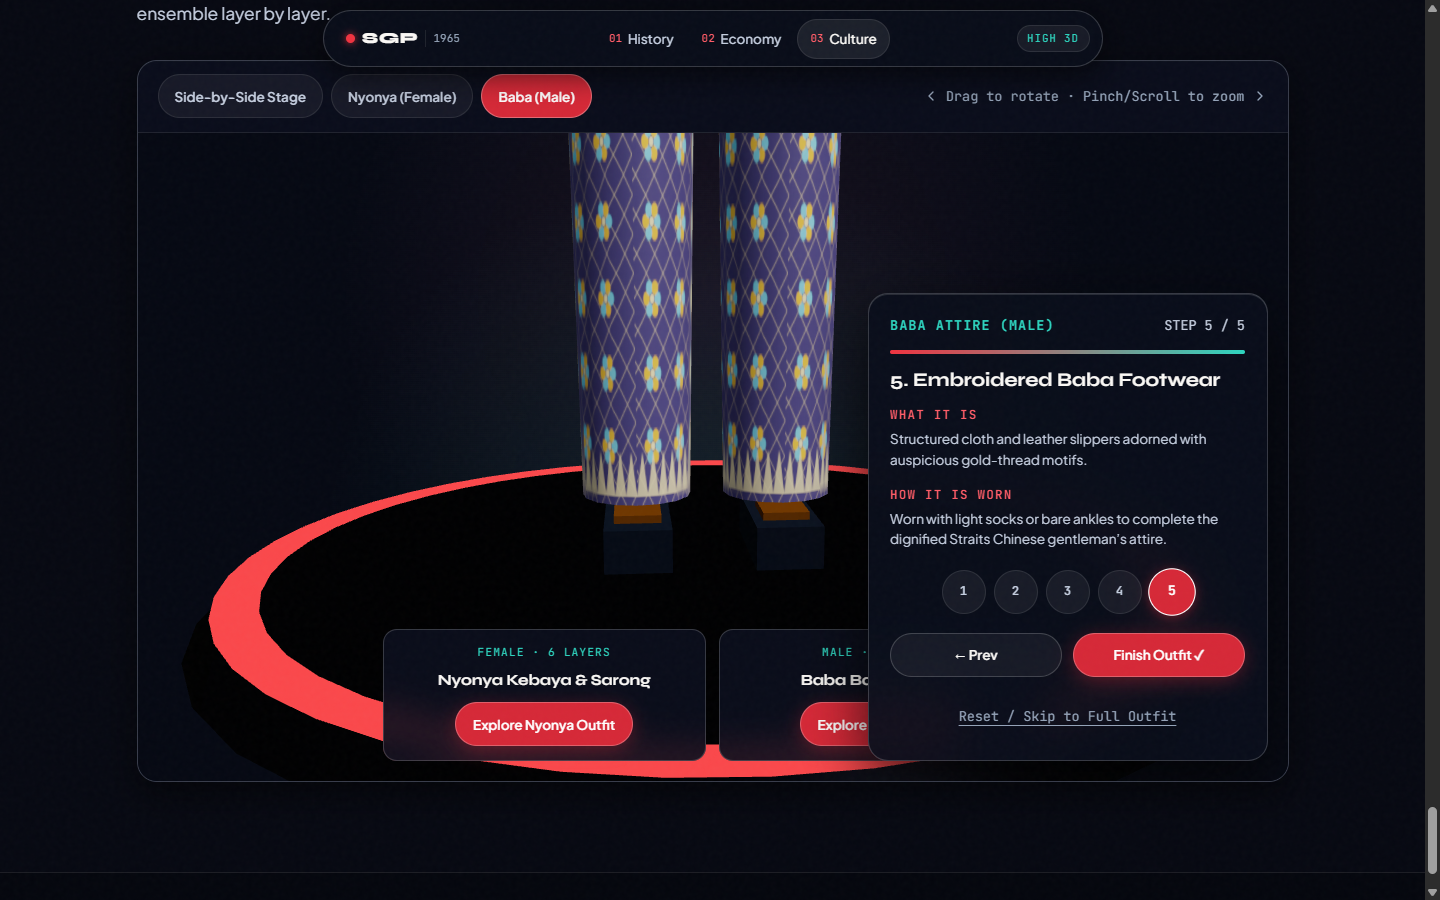 ensemble layer by layer.
SGP 1965
01 History 02 Economy 03 Culture
HIGH 3D
Side-by-Side Stage
Nyonya (Female)
Baba (Male)
Drag to rotate · Pinch/Scroll to zoom
BABA ATTIRE (MALE) STEP 5 / 5
5. Embroidered Baba Footwear
WHAT IT IS
Structured cloth and leather slippers adorned with
auspicious gold-thread motifs.
HOW IT IS WORN
Worn with light socks or bare ankles to complete the
dignified Straits Chinese gentleman's attire.
1 2 3 4 5
← Prev
Finish Outfit ✓
Reset / Skip to Full Outfit
FEMALE · 6 LAYERS
Nyonya Kebaya & Sarong
Explore Nyonya Outfit
MALE ·
Baba
Explore